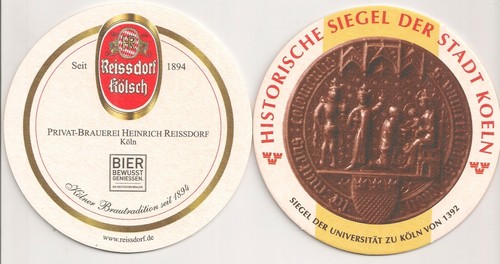 Reissdorf
Kölsch
Seit 1894
PRIVAT-BRAUEREI HEINRICH REISSDORF
Köln
BIER
BEWUSST
GENIESSEN.
Kölner Brautradition seit 1894
www.reissdorf.de
HISTORISCHE SIEGEL DER STADT KOELN
SIEGEL DER UNIVERSITÄT ZU KÖLN VON 1392